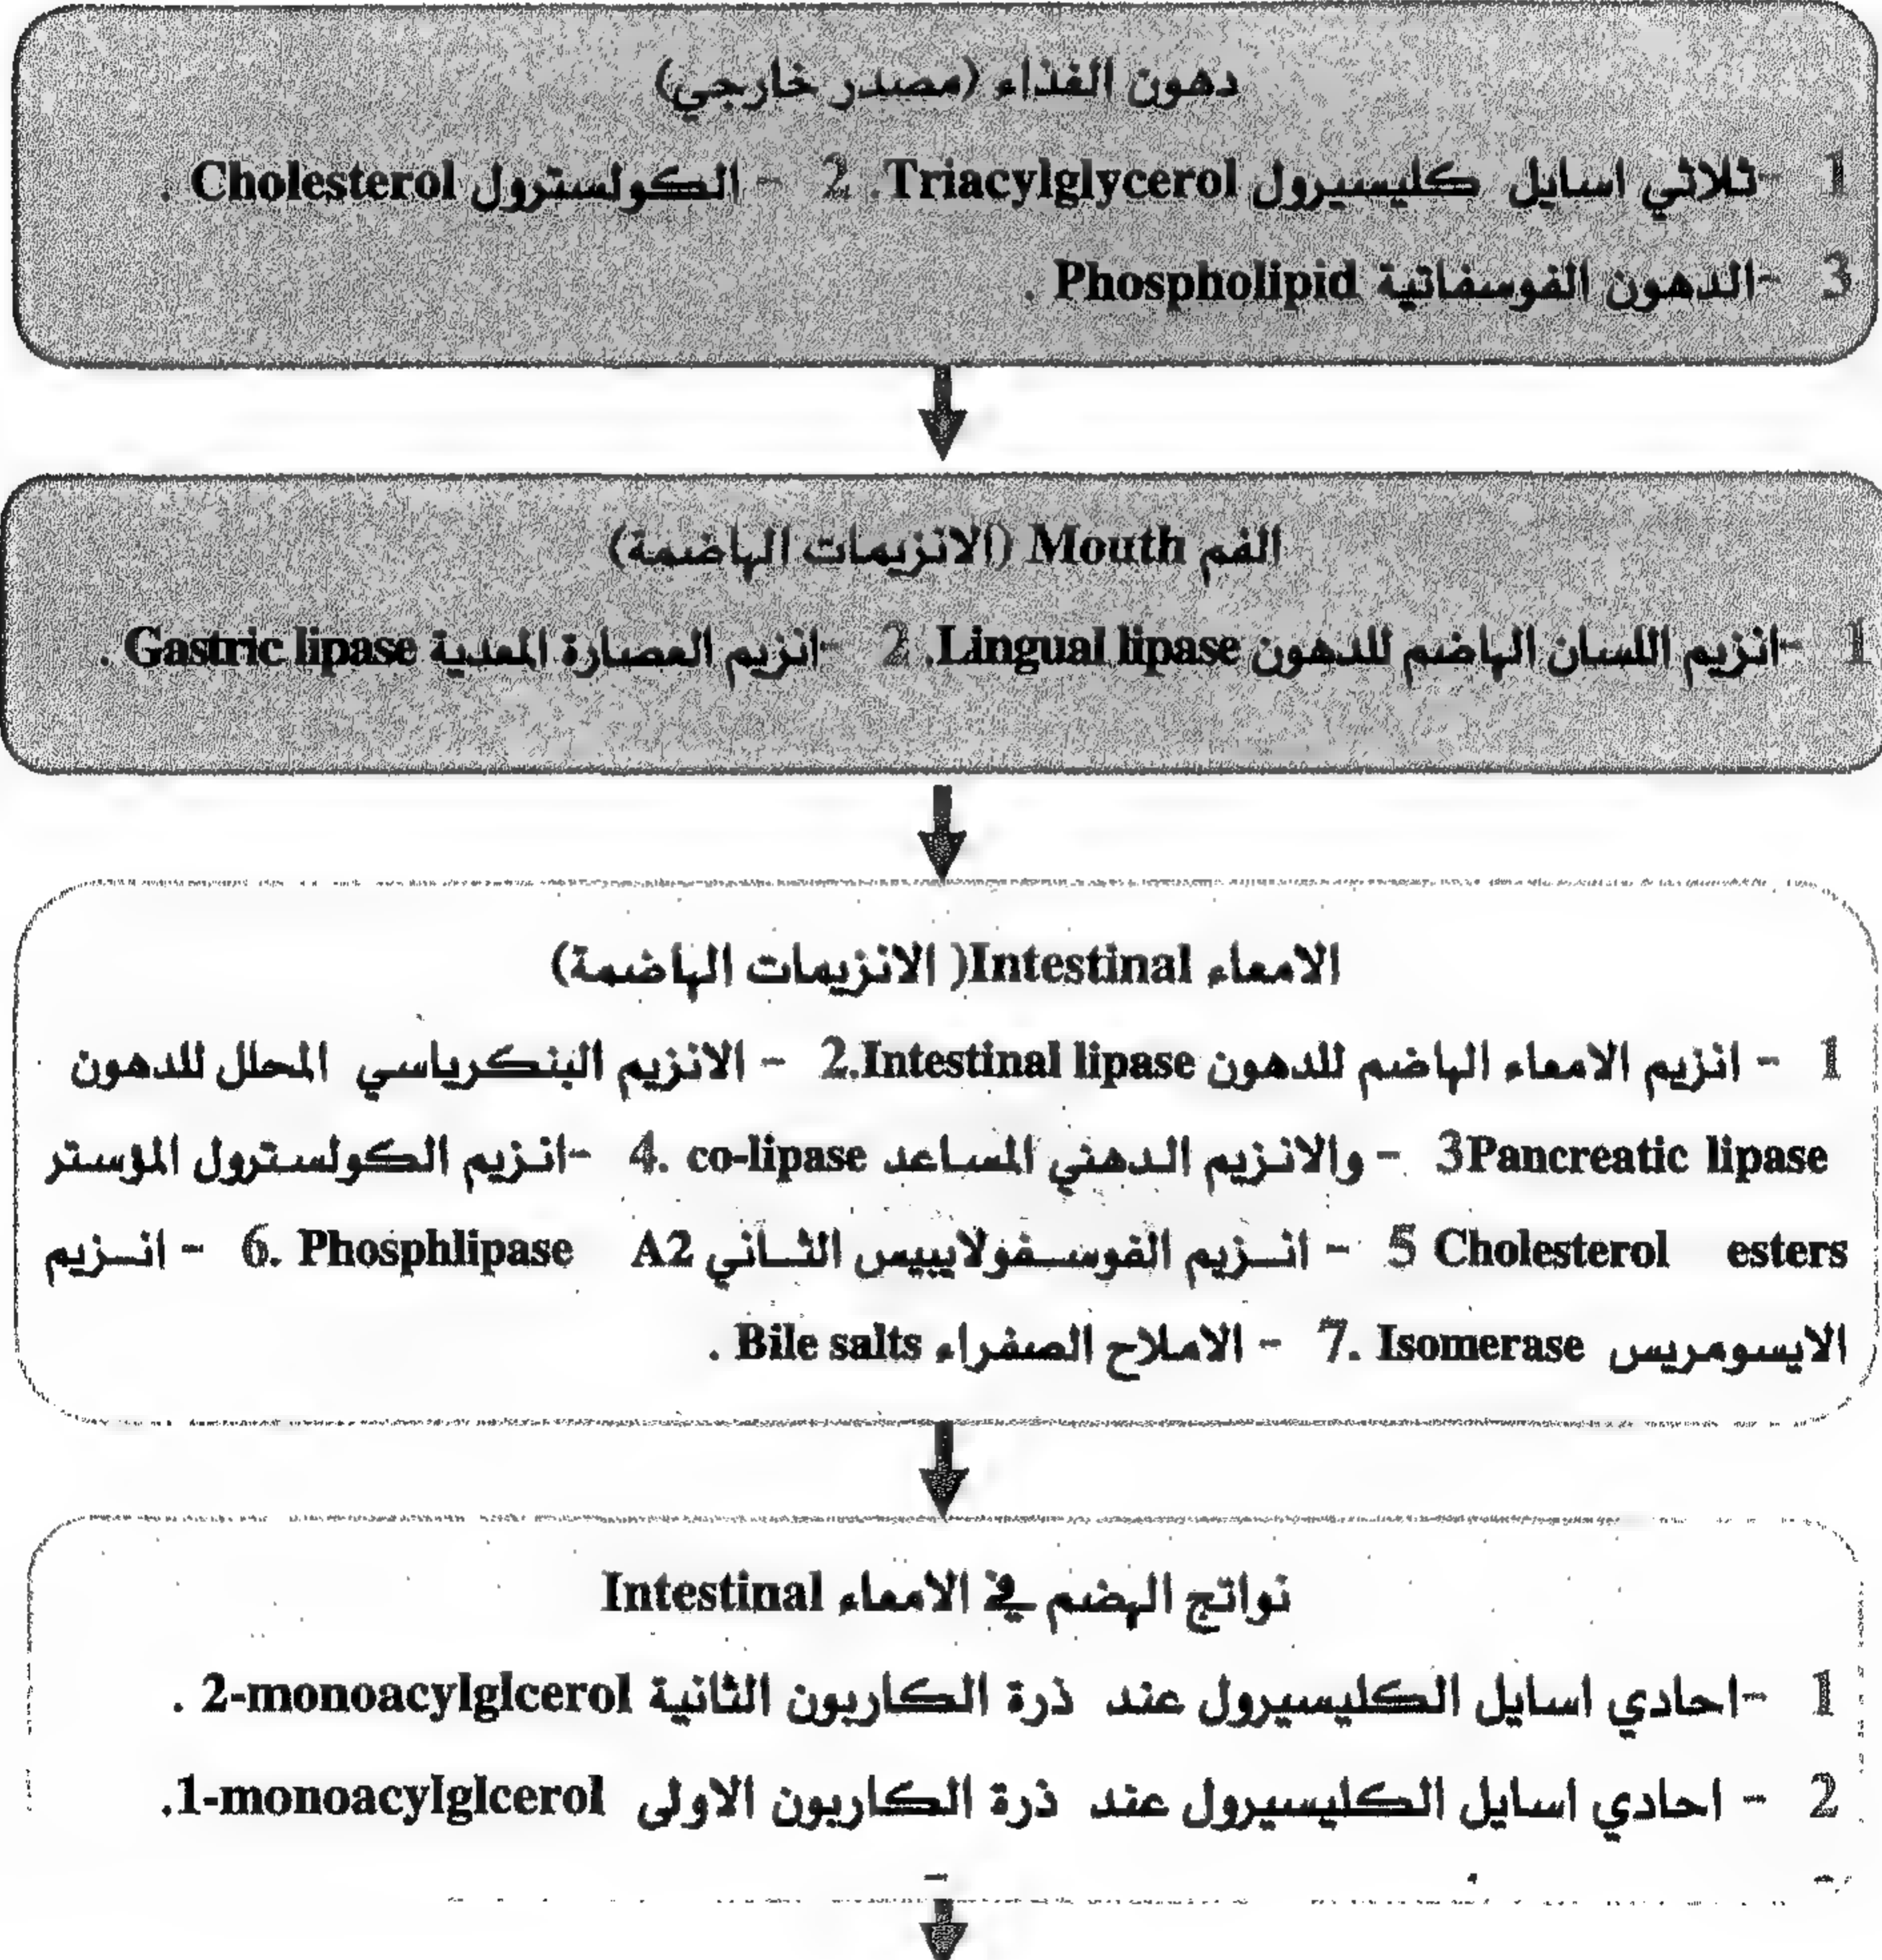 دهون الغذاء (مصدر خارجي)
1 -ثلاثي اسايل كليسيرول Triacylglycerol. 2 - الكولسترول Cholesterol .
3 -الدهون الفوسفاتية Phospholipid .
الفم Mouth (الانزيمات الهاضمة)
1 -انزيم اللسان الهاضم للدهون Lingual lipase. 2 -انزيم العصارة المعدية Gastric lipase .
الامعاء Intestinal( الانزيمات الهاضمة)
1 - انزيم الامعاء الهاضم للدهون Intestinal lipase.2 - الانزيم البنكرياسي المحلل للدهون
3Pancreatic lipase - والانزيم الدهني المساعد co-lipase .4 -انزيم الكولسترول المؤستر
5 Cholesterol esters - انزيم الفوسفولايبيس الثاني Phosphlipase A2 .6 - انزيم
الايسومريس Isomerase .7 - الاملاح الصفراء Bile salts .
نواتج الهضم في الامعاء Intestinal
1 -احادي اسايل الكليسيرول عند ذرة الكاربون الثانية 2-monoacylglcerol .
2 - احادي اسايل الكليسيرول عند ذرة الكاربون الاولى 1-monoacylglcerol.